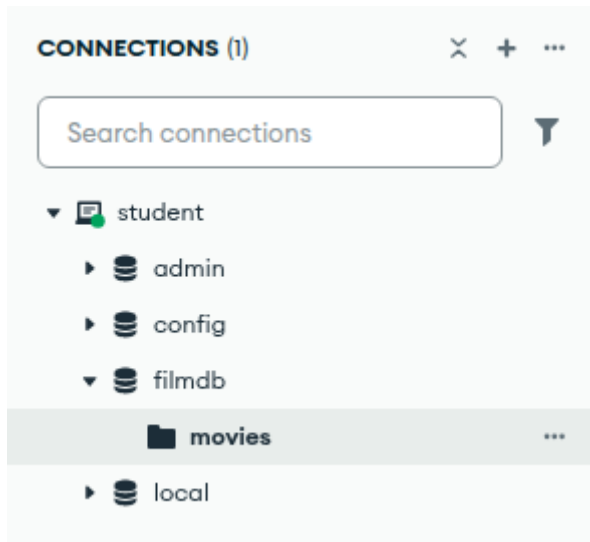 CONNECTIONS (1)
Search connections
student
admin
config
filmdb
movies
local